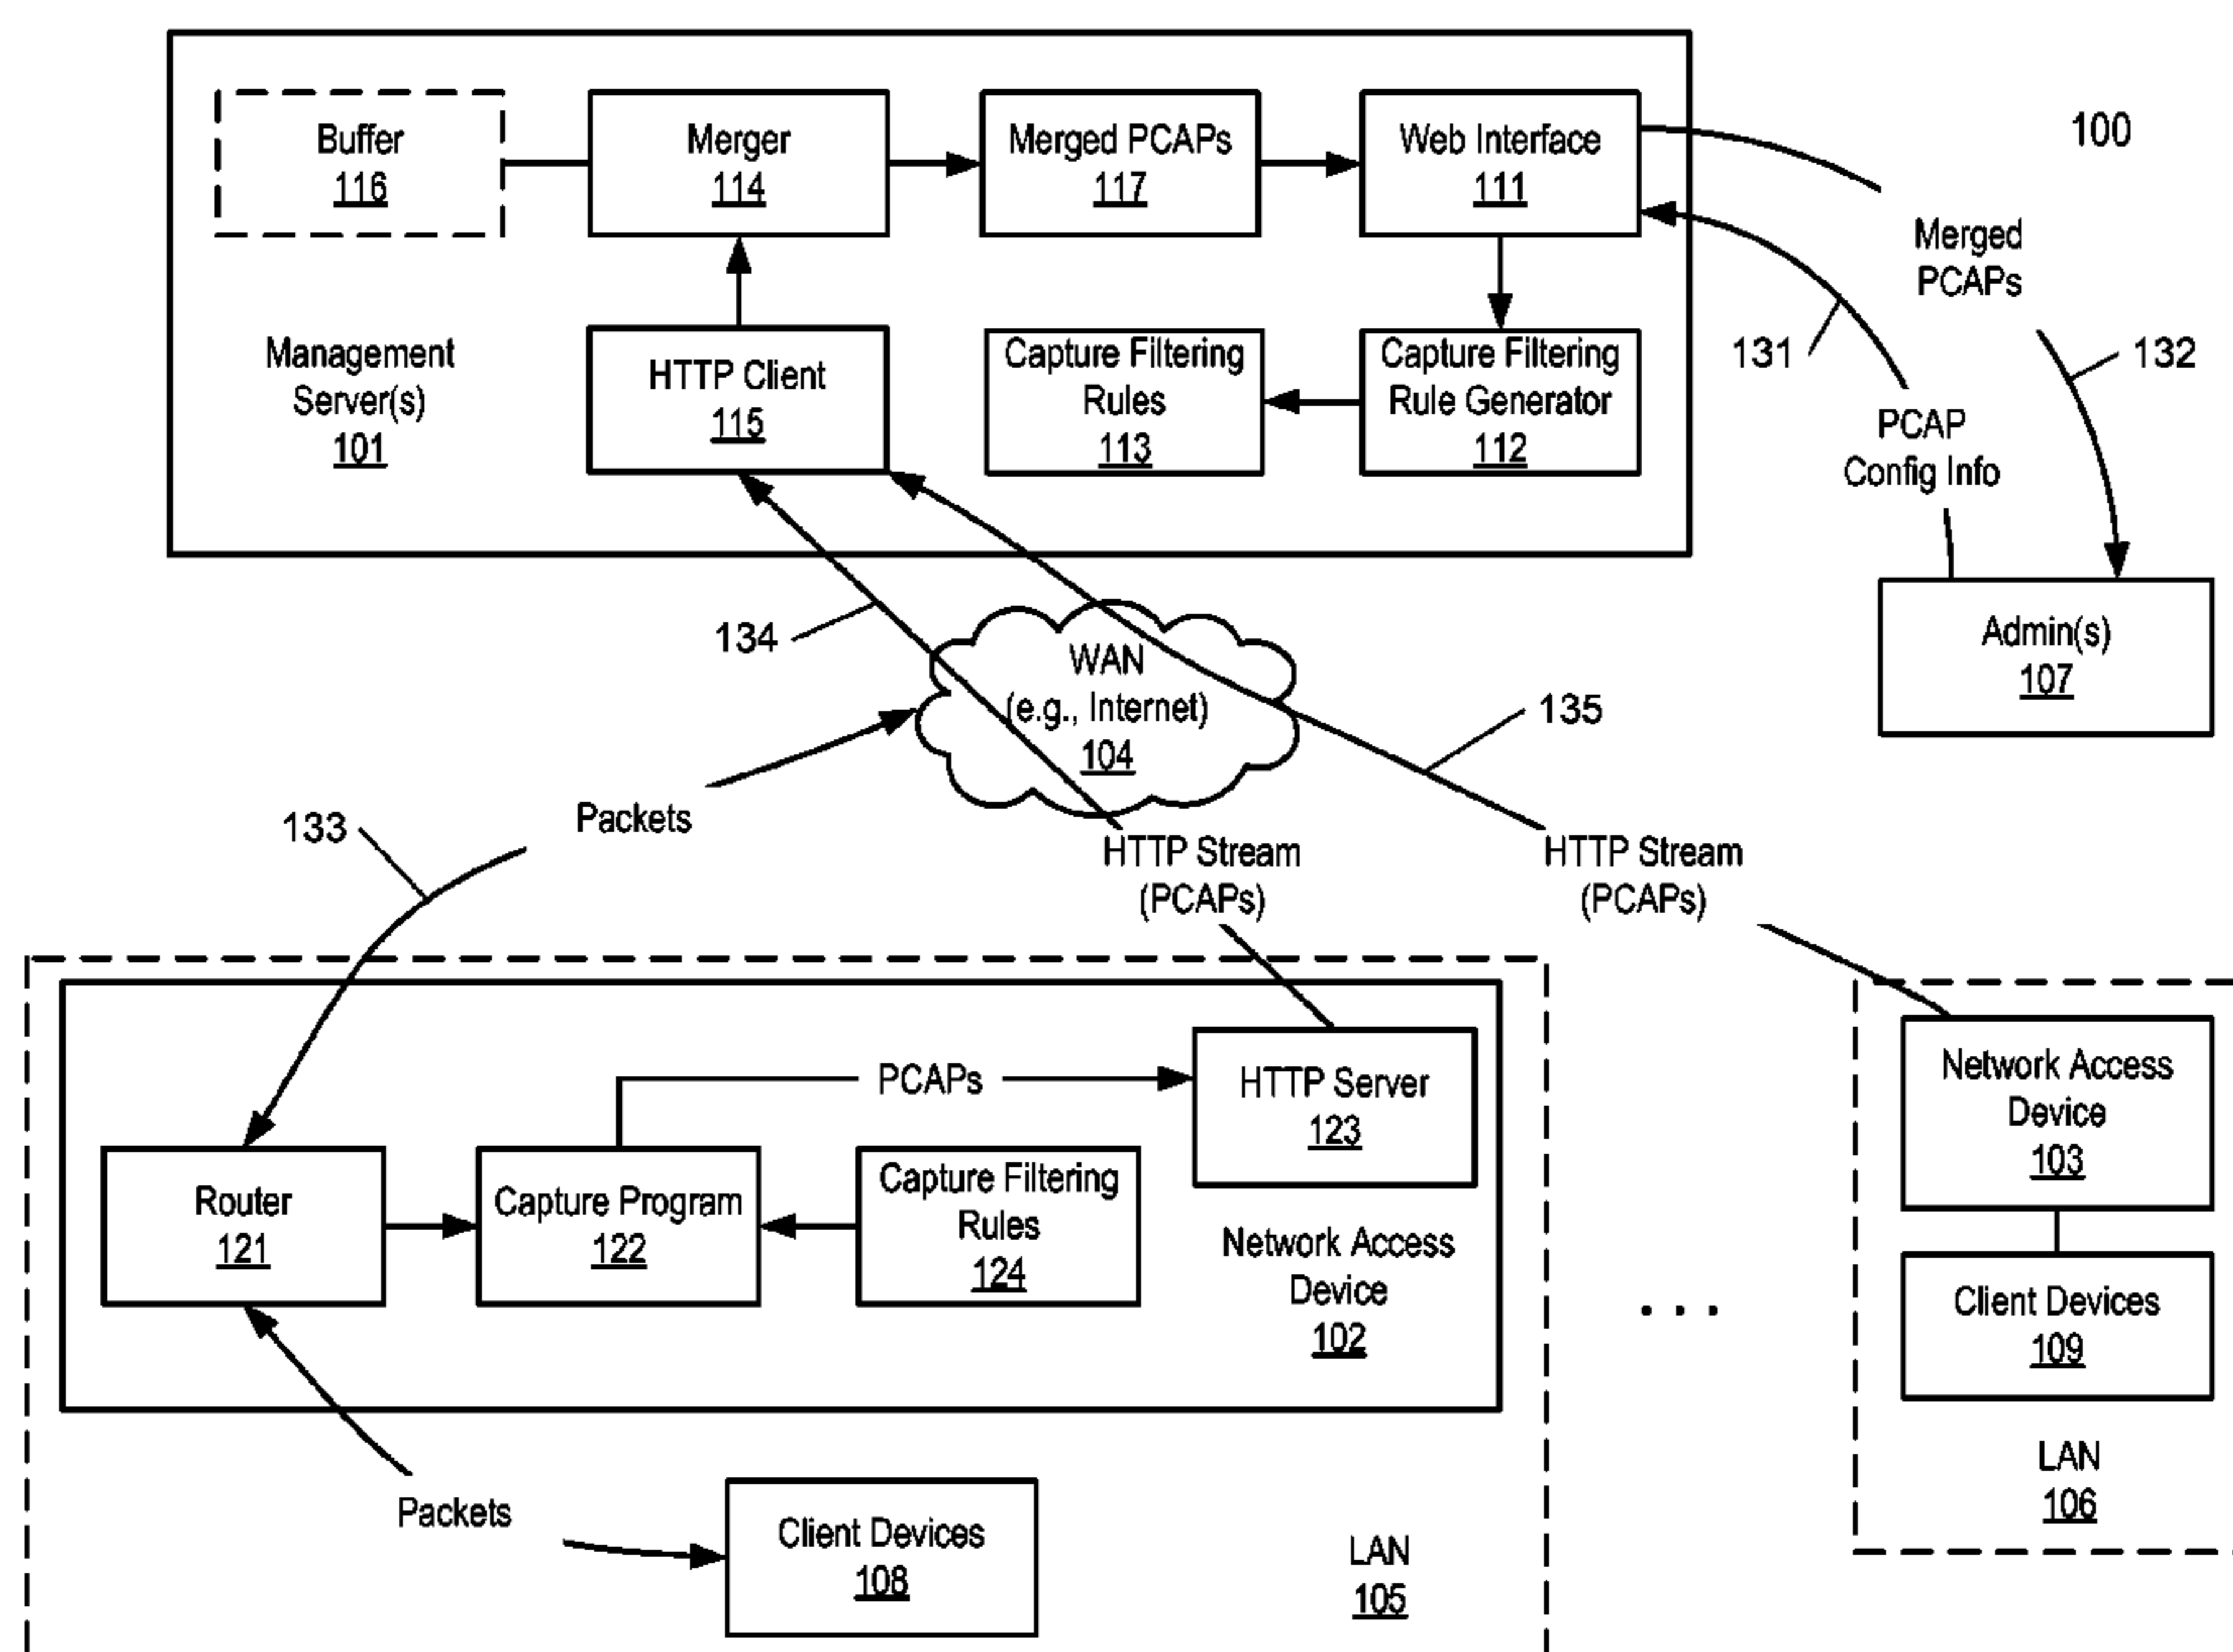 100
Buffer
116
Merger
114
Merged PCAPs
117
Web Interface
111
Merged
PCAPs
Management
Server(s)
101
HTTP Client
115
Capture Filtering
Rules
113
Capture Filtering
Rule Generator
112
131
132
PCAP
Config Info
134
WAN
(e.g., Internet)
104
Admin(s)
107
135
133
Packets
HTTP Stream
(PCAPs)
HTTP Stream
(PCAPs)
PCAPs
HTTP Server
123
Router
121
Capture Program
122
Capture Filtering
Rules
124
Network Access
Device
102
Network Access
Device
103
. . .
Client Devices
109
LAN
106
Packets
Client Devices
108
LAN
105